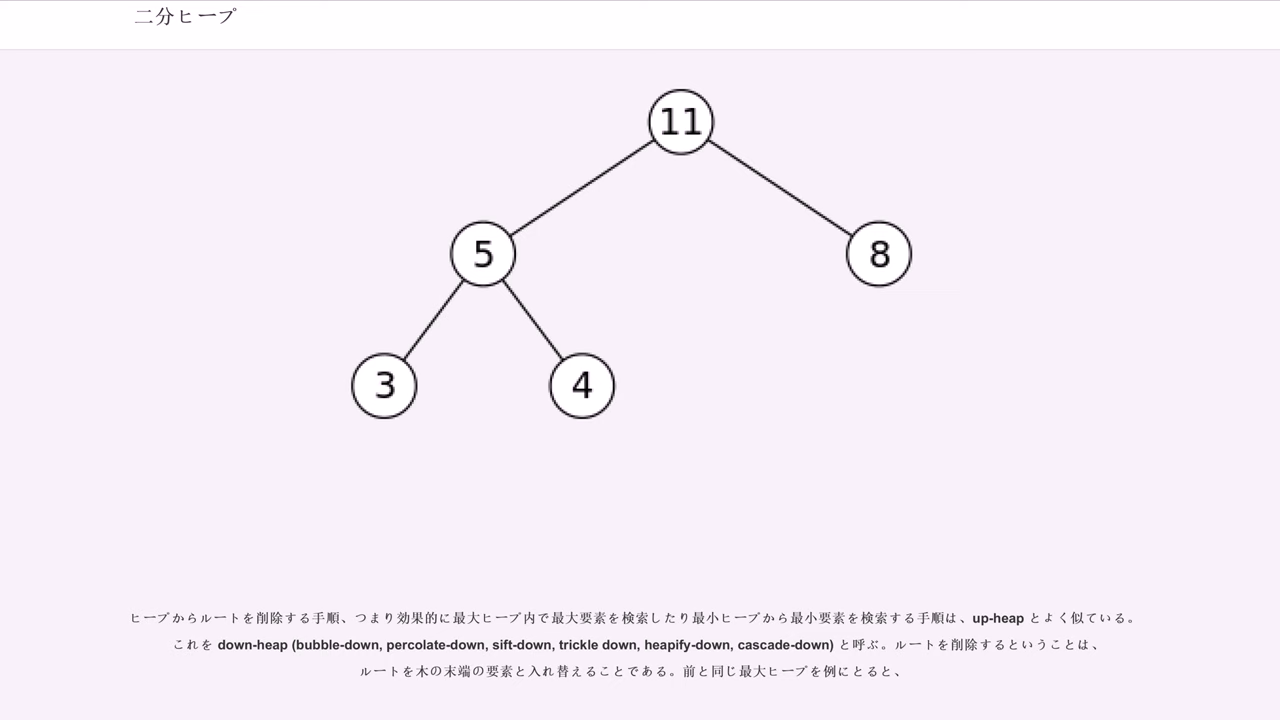 二分ヒープ
11
5
8
3
4
ヒープからルートを削除する手順、つまり効果的に最大ヒープ内で最大要素を検索したり最小ヒープから最小要素を検索する手順は、up-heap とよく似ている。
これを down-heap (bubble-down, percolate-down, sift-down, trickle down, heapify-down, cascade-down) と呼ぶ。ルートを削除するということは、
ルートを木の末端の要素と入れ替えることである。前と同じ最大ヒープを例にとると、